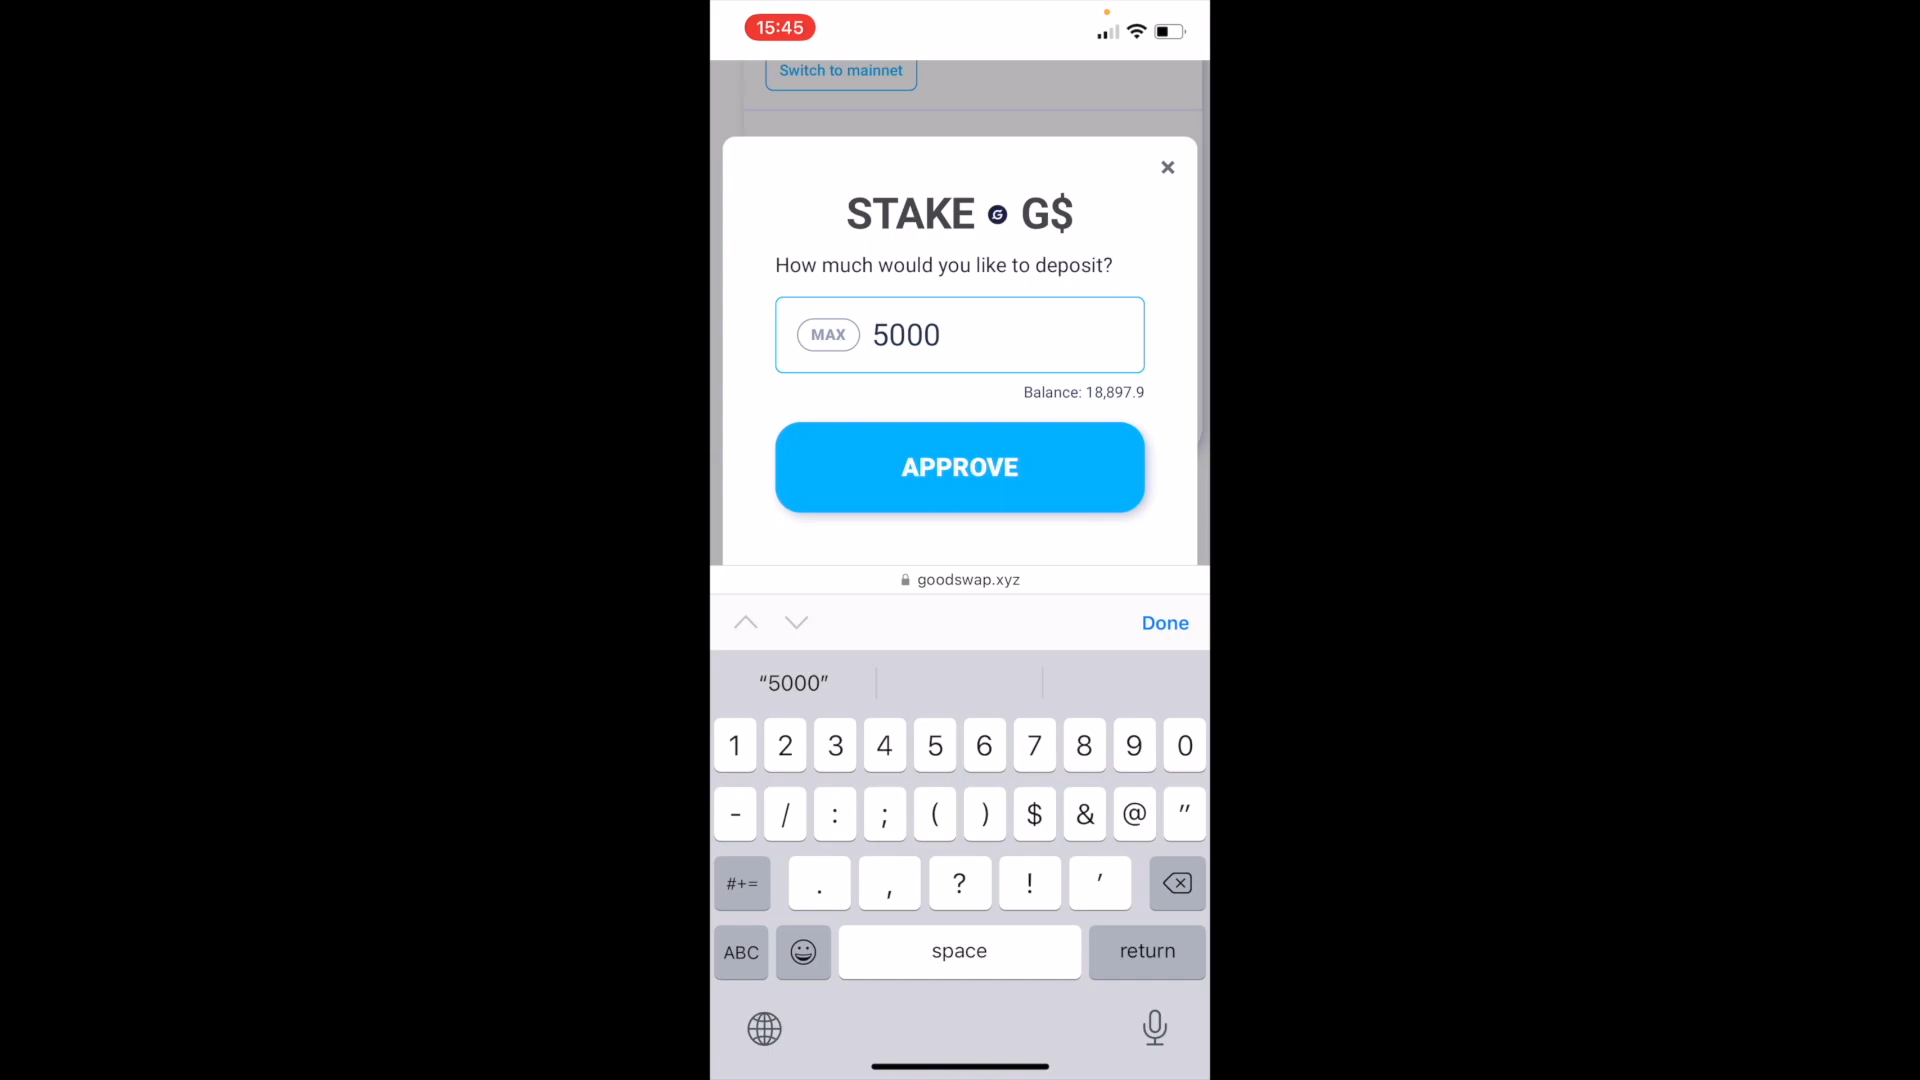 15:45
Switch to mainnet
×
STAKE G G$
How much would you like to deposit?
MAX 5000
Balance: 18,897.9
APPROVE
goodswap.xyz
Done
“5000”
1 2 3 4 5 6 7 8 9 0
- / : ; ( ) $ & @ "
#+= . , ? ! '
ABC space return